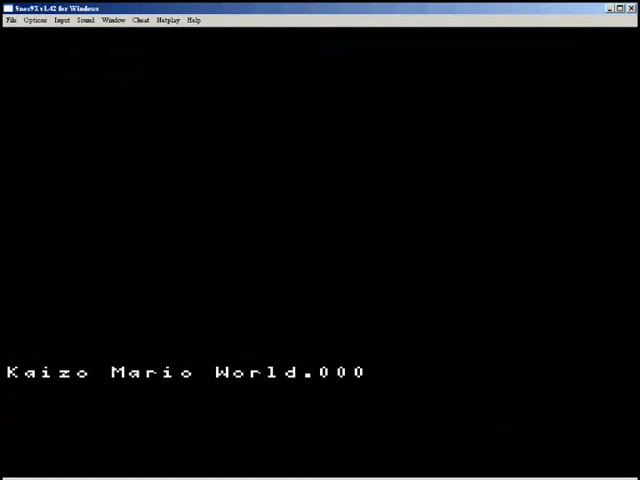 Snes9X v1.42 for Windows
File Options Input Sound Window Cheat Netplay Help
Kaizo Mario World.000